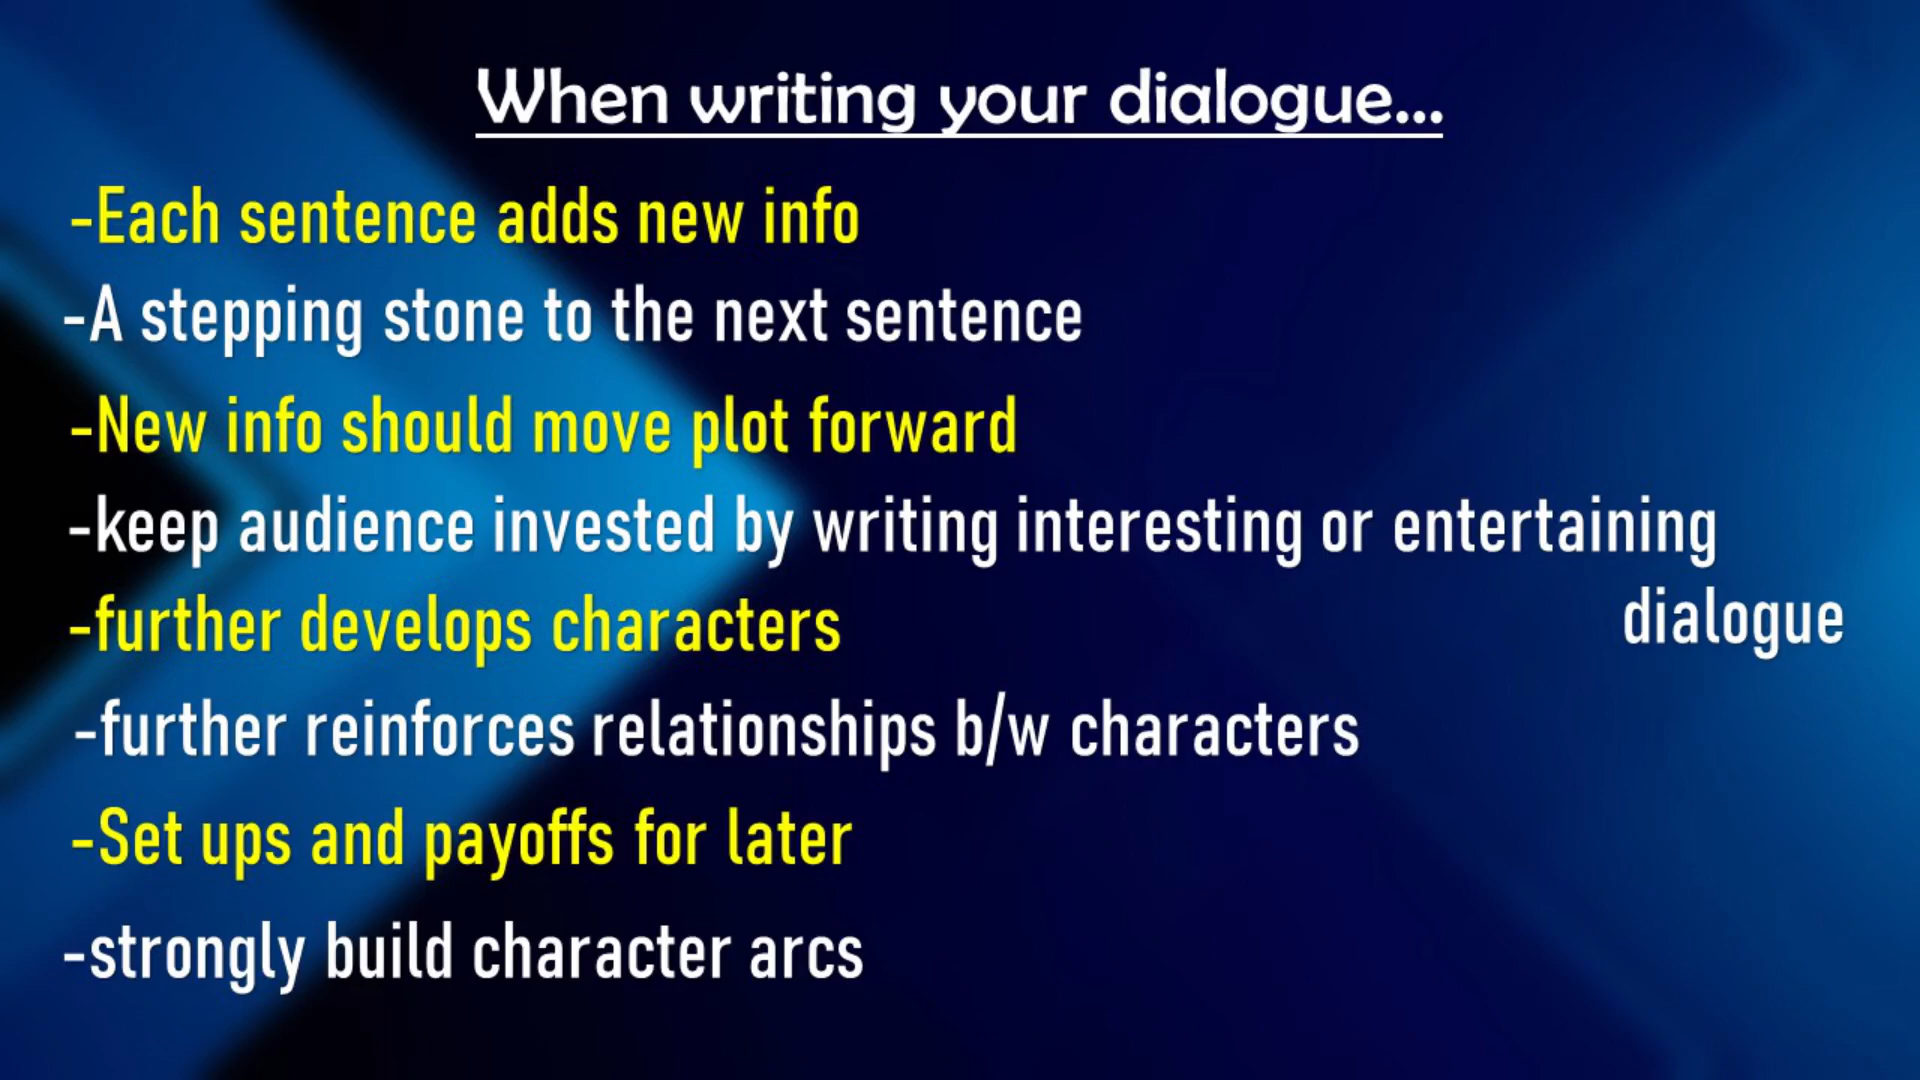 When writing your dialogue...
-Each sentence adds new info
-A stepping stone to the next sentence
-New info should move plot forward
-keep audience invested by writing interesting or entertaining
dialogue
-further develops characters
-further reinforces relationships b/w characters
-Set ups and payoffs for later
-strongly build character arcs